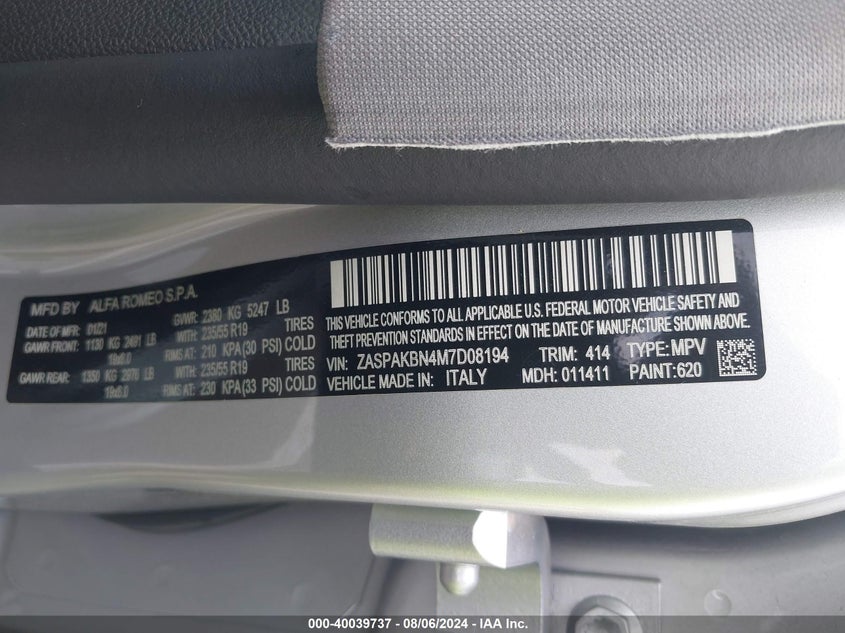 MFD BY ALFA ROMEO S.P.A.
DATE OF MFR: 01/21 GVWR: 2380 KG 5247 LB
GAWR FRONT: 1130 KG 2491 LB WITH: 235/55 R19 TIRES
19x8.0 RIMS AT: 210 KPA (30 PSI) COLD
GAWR REAR: 1350 KG 2976 LB WITH: 235/55 R19 TIRES
19x8.0 RIMS AT: 230 KPA (33 PSI) COLD
THIS VEHICLE CONFORMS TO ALL APPLICABLE U.S. FEDERAL MOTOR VEHICLE SAFETY AND
THEFT PREVENTION STANDARDS IN EFFECT ON THE DATE OF MANUFACTURE SHOWN ABOVE.
VIN: ZASPAKBN4M7D08194 TRIM: 414 TYPE: MPV
VEHICLE MADE IN: ITALY MDH: 011411 PAINT:620
000-40039737 - 08/06/2024 - IAA Inc.